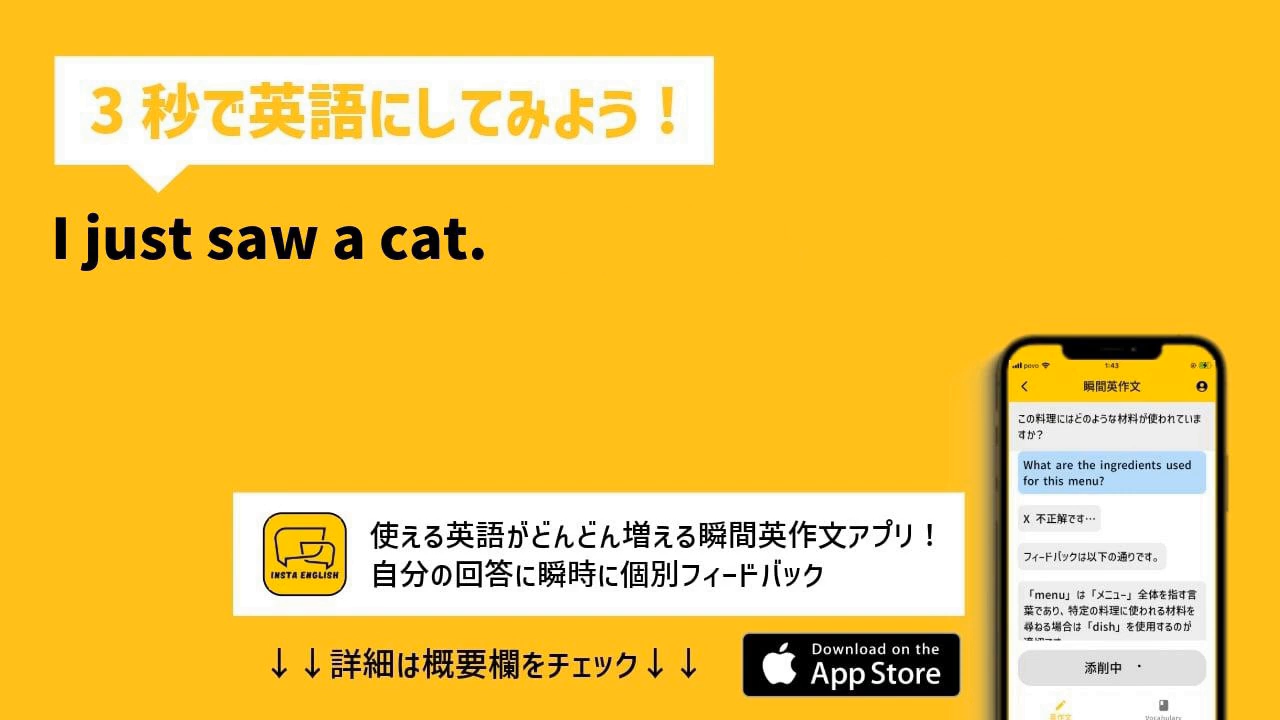 3 秒で英語にしてみよう！
I just saw a cat.
使える英語がどんどん増える瞬間英作文アプリ！
自分の回答に瞬時に個別フィードバック
INSTA ENGLISH
↓↓詳細は概要欄をチェック↓↓
Download on the
App Store
povo
1:43
瞬間英作文
この料理にはどのような材料が使われていま
すか？
What are the ingredients used
for this menu?
X 不正解です…
フィードバックは以下の通りです。
「menu」は「メニュー」全体を指す言
葉であり、特定の料理に使われる材料を
尋ねる場合は「dish」を使用するのが
添削中
英作文
Vocabulary